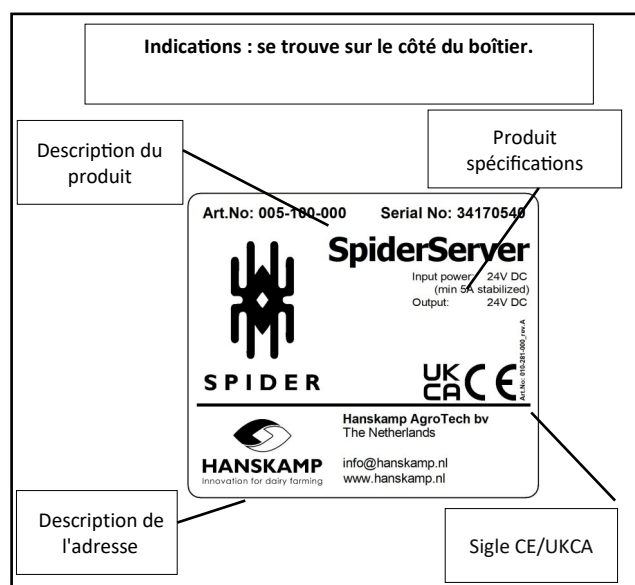 Indications : se trouve sur le côté du boîtier.
Description du
produit
Produit
spécifications
Art.No: 005-100-000 Serial No: 34170540
SpiderServer
Input power: 24V DC
(min 5A stabilized)
Output: 24V DC
Art.No: 010-281-000_rev.A
SPIDER
UK
CA CE
Hanskamp AgroTech bv
The Netherlands
HANSKAMP
Innovation for dairy farming
info@hanskamp.nl
www.hanskamp.nl
Description de
l'adresse
Sigle CE/UKCA